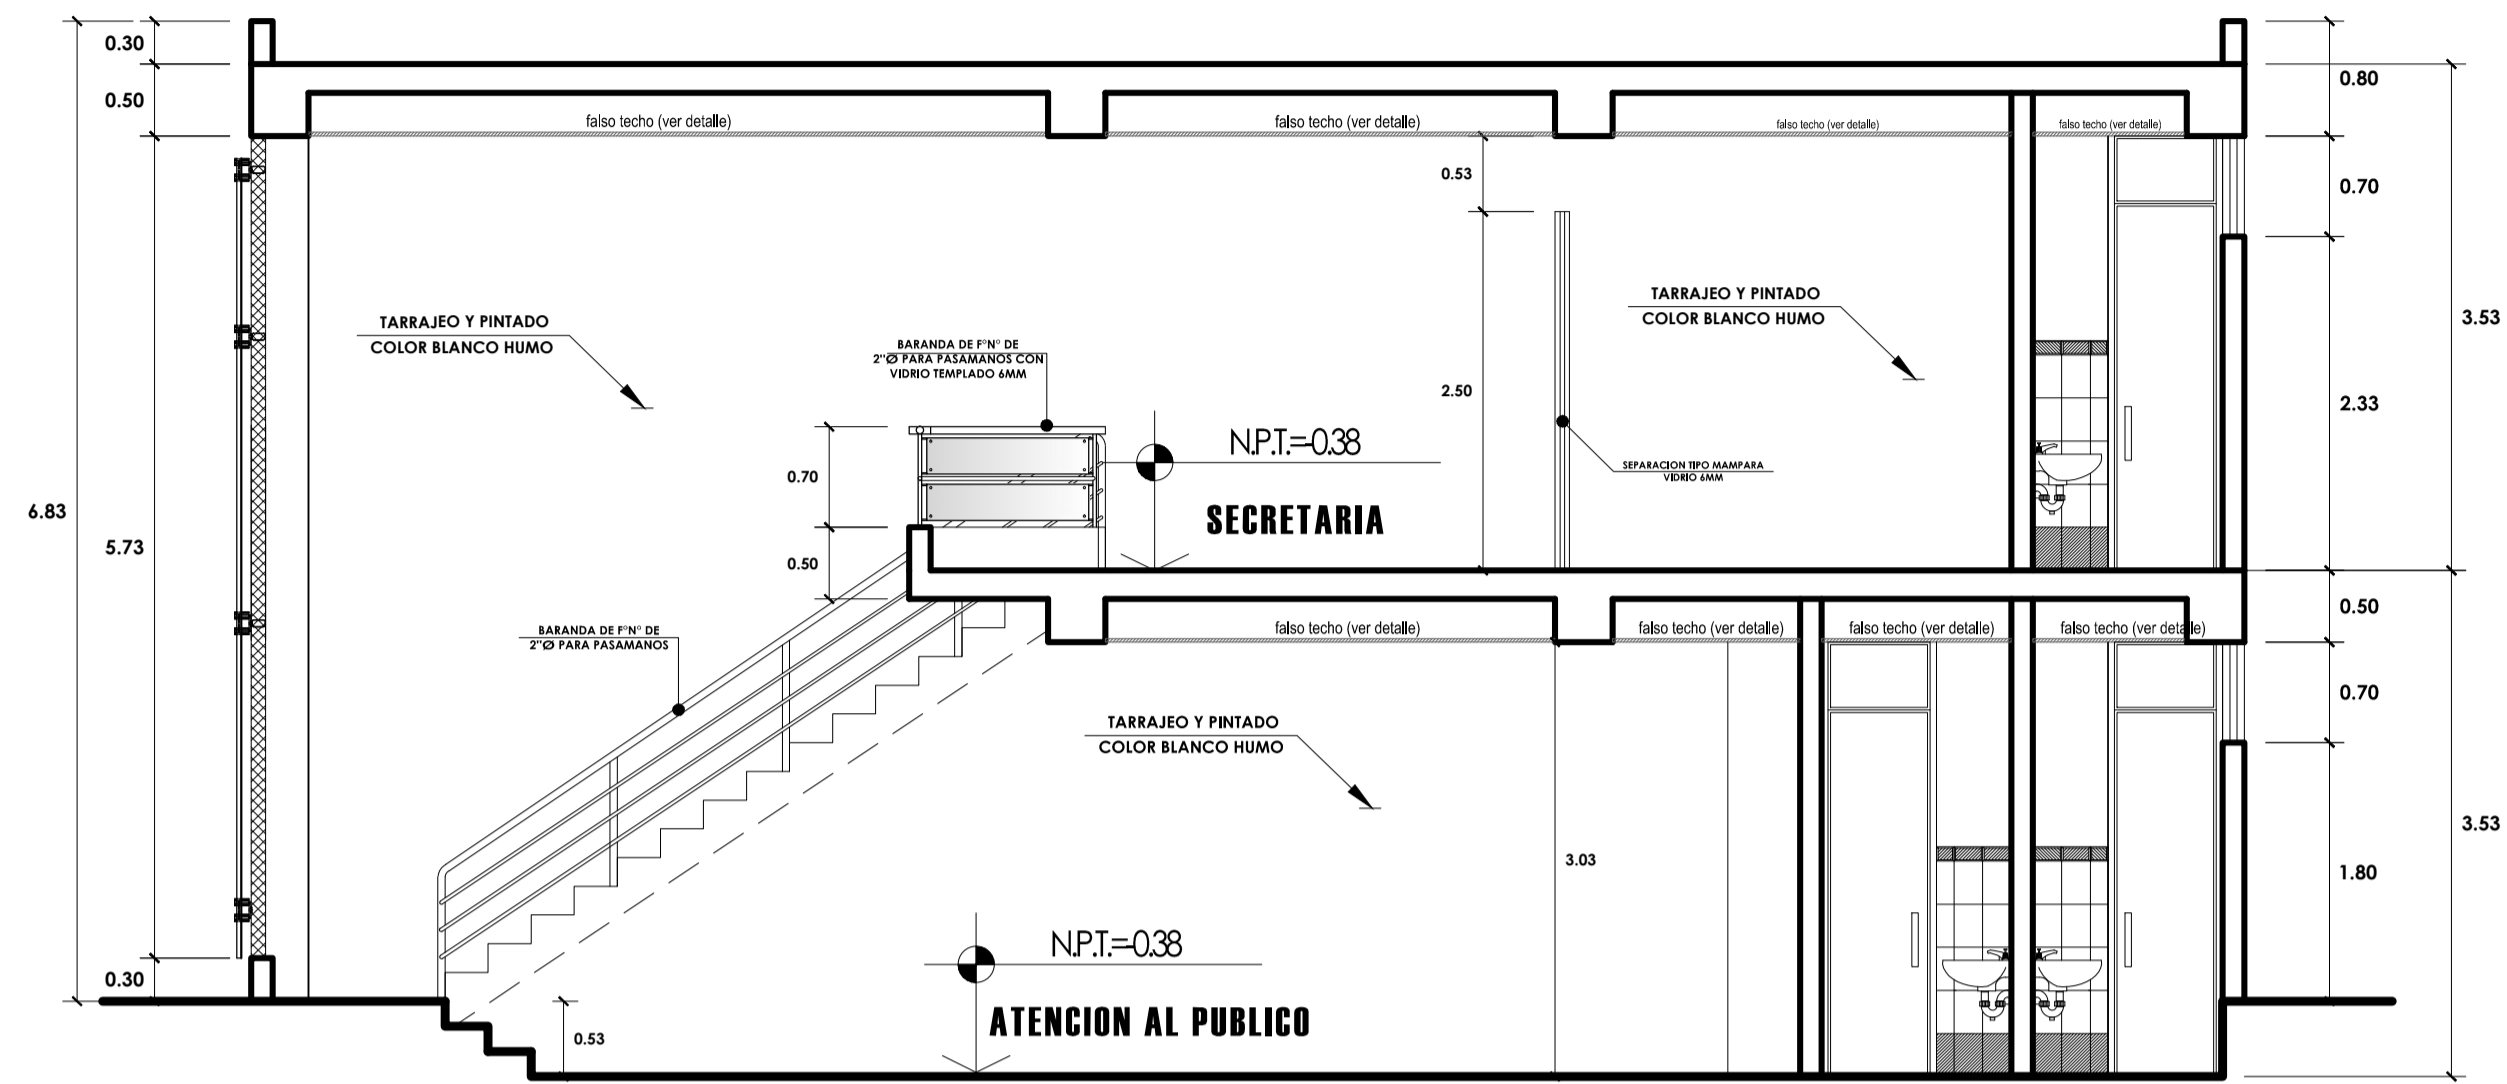 0.30
0.50
0.80
falso techo (ver detalle)
falso techo (ver detalle)
falso techo (ver detalle)
falso techo (ver detalle)
0.53
0.70
TARRAJEO Y PINTADO
COLOR BLANCO HUMO
TARRAJEO Y PINTADO
COLOR BLANCO HUMO
3.53
BARANDA DE F°N° DE
2"Ø PARA PASAMANOS CON
VIDRIO TEMPLADO 6MM
2.50
2.33
N.P.T.=-0.38
SEPARACION TIPO MAMPARA
VIDRIO 6MM
0.70
6.83
SECRETARIA
5.73
0.50
0.50
BARANDA DE F°N° DE
2"Ø PARA PASAMANOS
falso techo (ver detalle)
falso techo (ver detalle)
falso techo (ver detalle)
falso techo (ver detalle)
0.70
TARRAJEO Y PINTADO
COLOR BLANCO HUMO
3.53
3.03
1.80
N.P.T.=-0.38
0.30
ATENCION AL PUBLICO
0.53